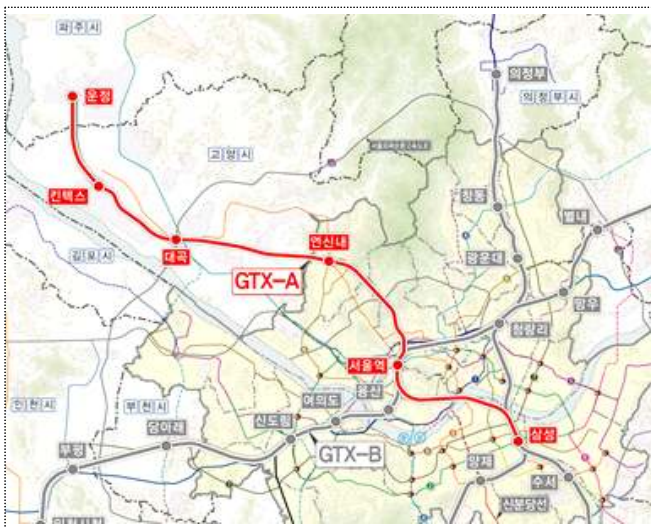 파주시
운정
의정부
의정부시
고양시
킨텍스
창동
별내
대곡
연신내
김포시
광운대
GTX-A
망우
청량리
서울역
용산
인천시
부천시
여의도
당아래
신도림
삼성
부평
GTX-B
양재
수서
신분당선